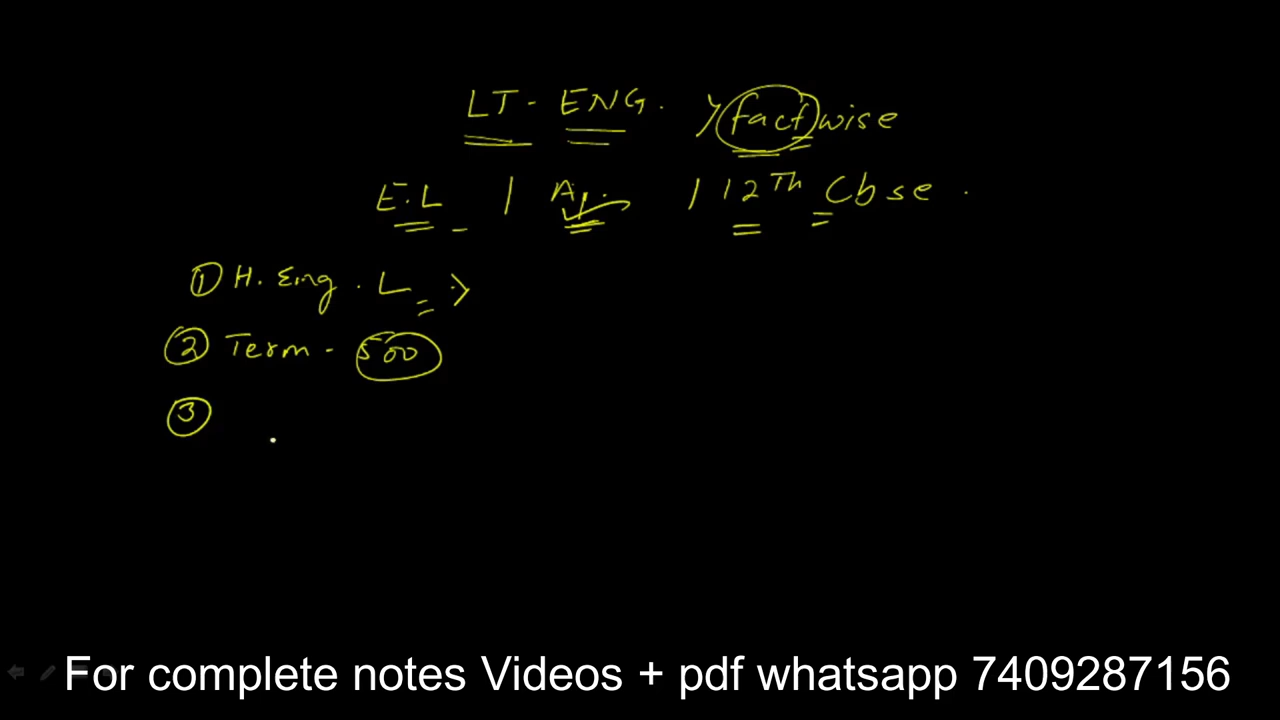 LT - ENG. factwise
E.L | | 12Th Cbse .
① H. Eng. L
② Term - 500
③
For complete notes Videos + pdf whatsapp 7409287156